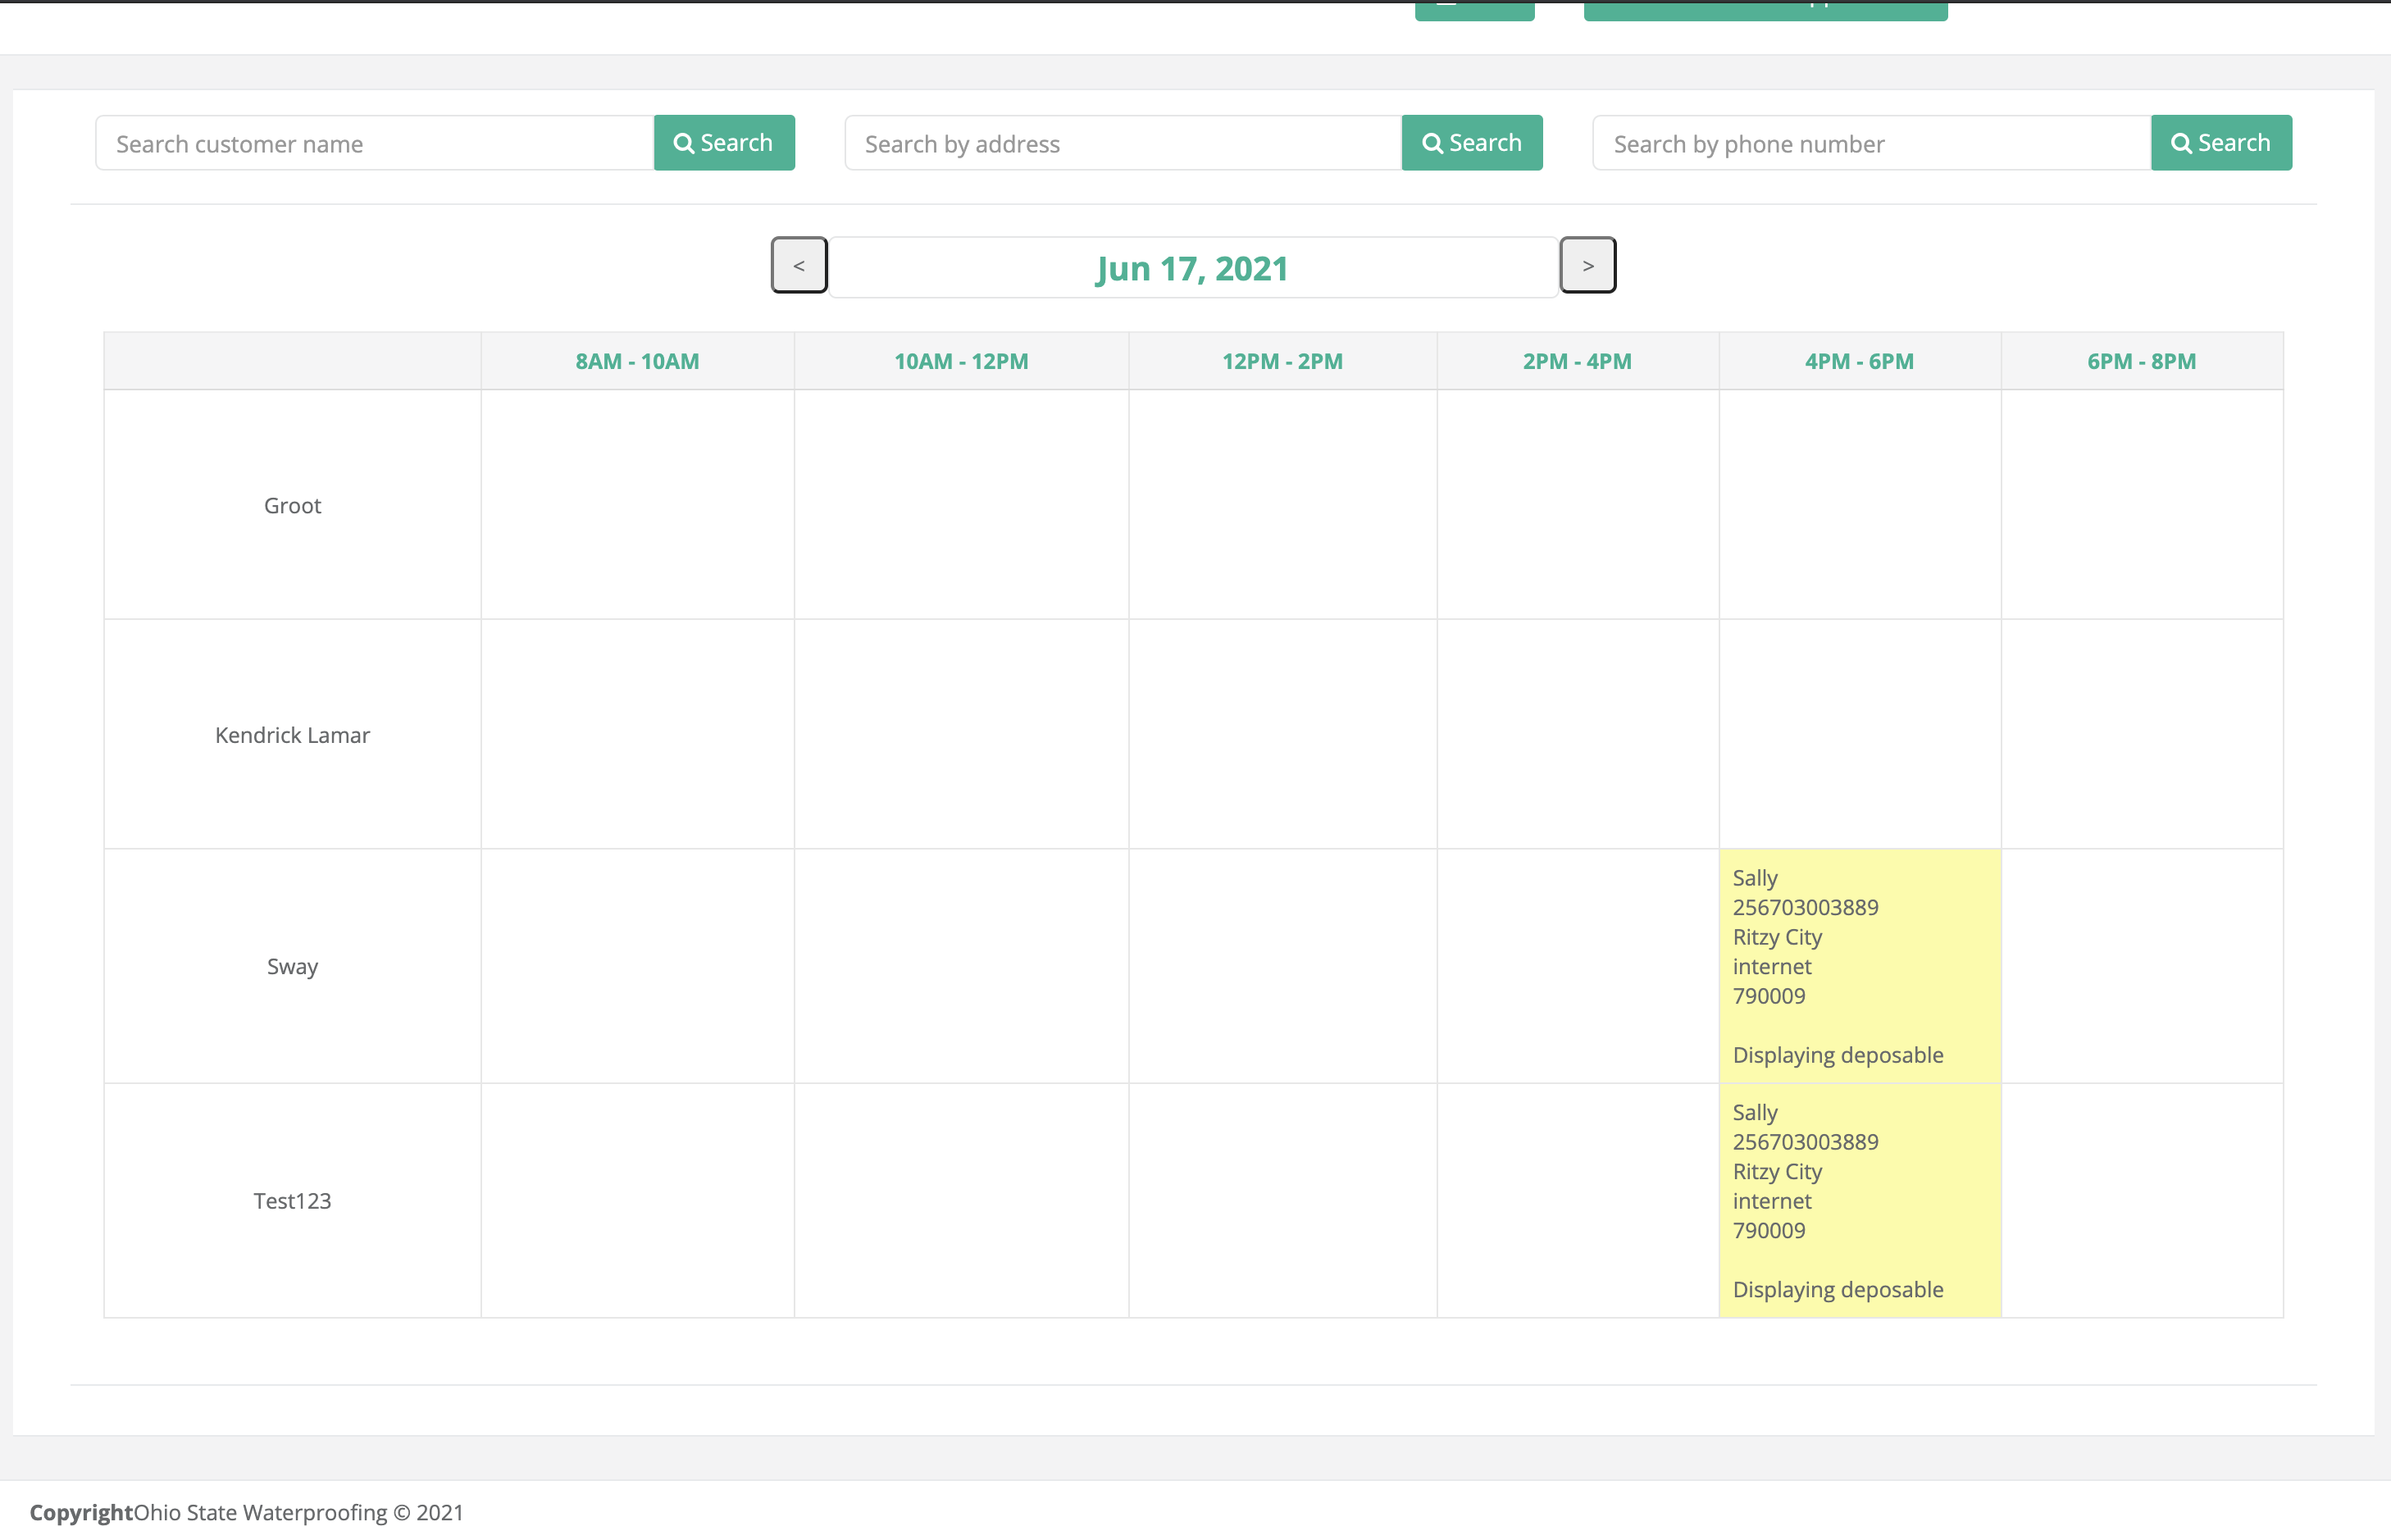 Search customer name Search Search by address Search Search by phone number Search
< Jun 17, 2021 >
8AM - 10AM 10AM - 12PM 12PM - 2PM 2PM - 4PM 4PM - 6PM 6PM - 8PM
Groot
Kendrick Lamar
Sway
Sally
256703003889
Ritzy City
internet
790009
Displaying deposable
Test123
Sally
256703003889
Ritzy City
internet
790009
Displaying deposable
CopyrightOhio State Waterproofing © 2021